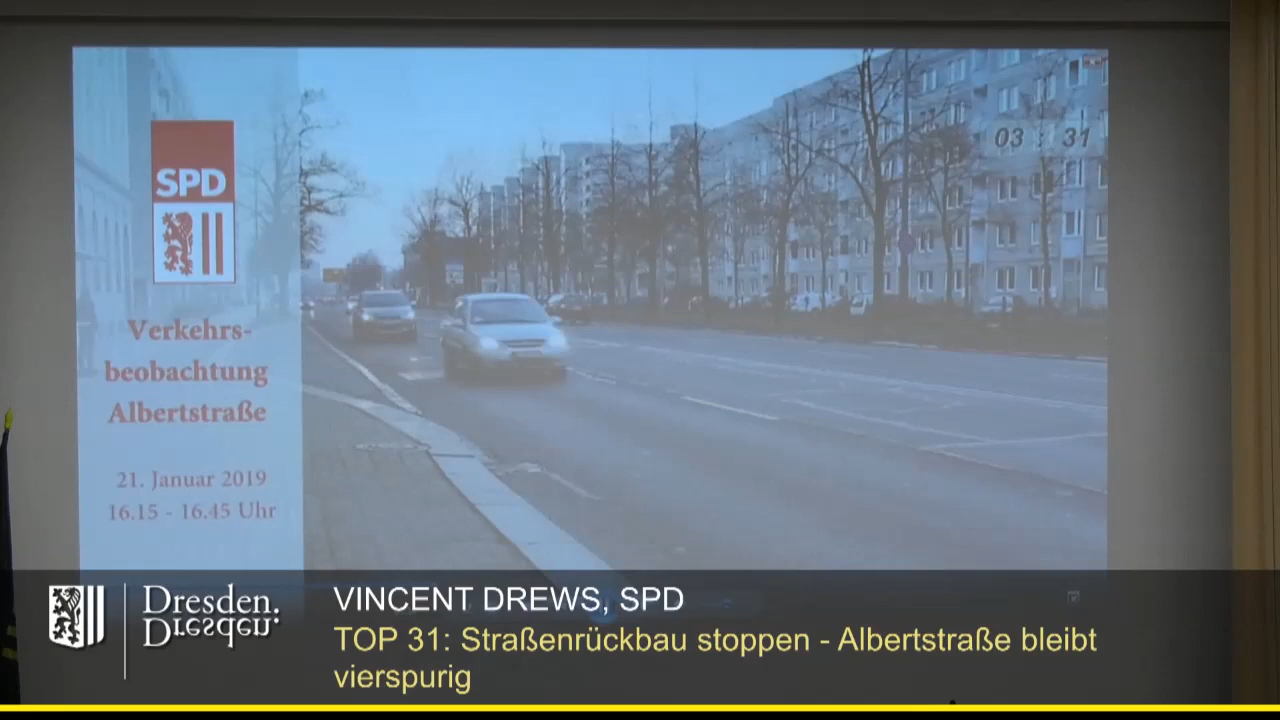 SPD
03 : 31
Verkehrs-
beobachtung
Albertstraße
21. Januar 2019
16.15 - 16.45 Uhr
Dresden.
Dresden.
VINCENT DREWS, SPD
TOP 31: Straßenrückbau stoppen - Albertstraße bleibt
vierspurig